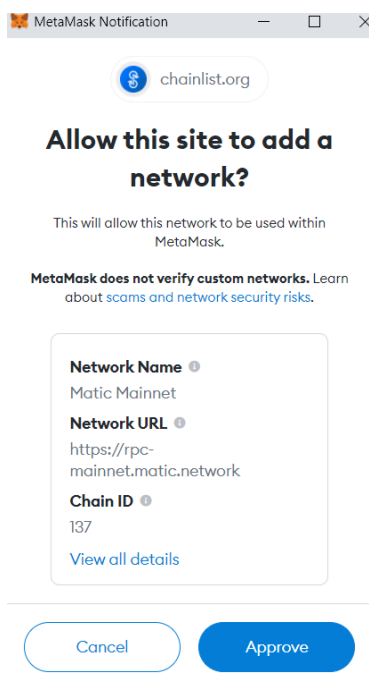 MetaMask Notification
chainlist.org
Allow this site to add a
network?
This will allow this network to be used within
MetaMask.
MetaMask does not verify custom networks. Learn
about scams and network security risks.
Network Name
Matic Mainnet
Network URL
https://rpc-
mainnet.matic.network
Chain ID
137
View all details
Cancel
Approve